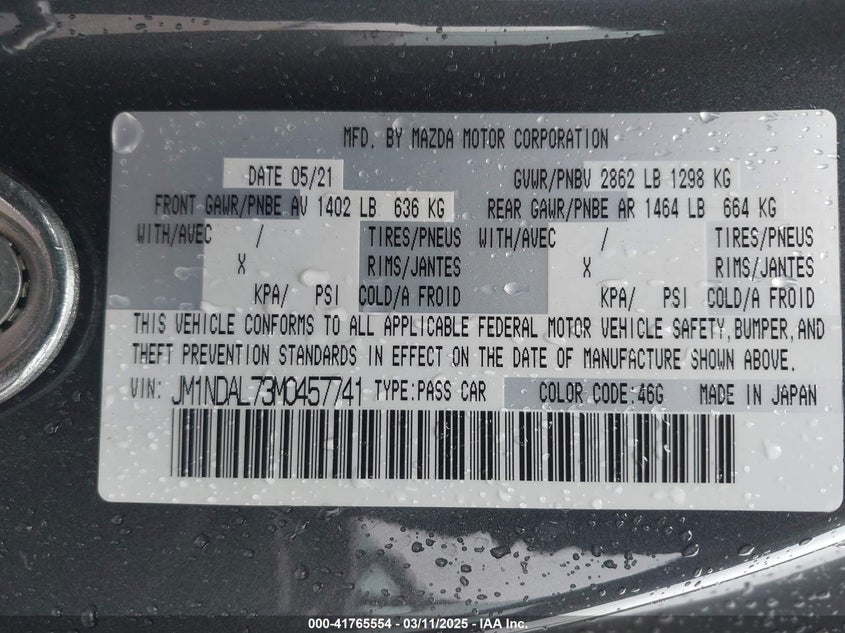 MFD. BY MAZDA MOTOR CORPORATION
DATE 05/21 GVWR/PNBV 2862 LB 1298 KG
FRONT GAWR/PNBE AV 1402 LB 636 KG REAR GAWR/PNBE AR 1464 LB 664 KG
WITH/AVEC / TIRES/PNEUS WITH/AVEC / TIRES/PNEUS
X RIMS/JANTES X RIMS/JANTES
KPA/ PSI COLD/A FROID KPA/ PSI COLD/A FROID
THIS VEHICLE CONFORMS TO ALL APPLICABLE FEDERAL MOTOR VEHICLE SAFETY,BUMPER,AND
THEFT PREVENTION STANDARDS IN EFFECT ON THE DATE OF MANUFACTURE SHOWN ABOVE.
VIN: JM1NDAL73M0457741 TYPE:PASS CAR COLOR CODE:46G MADE IN JAPAN
000-41765554 - 03/11/2025 - IAA Inc.